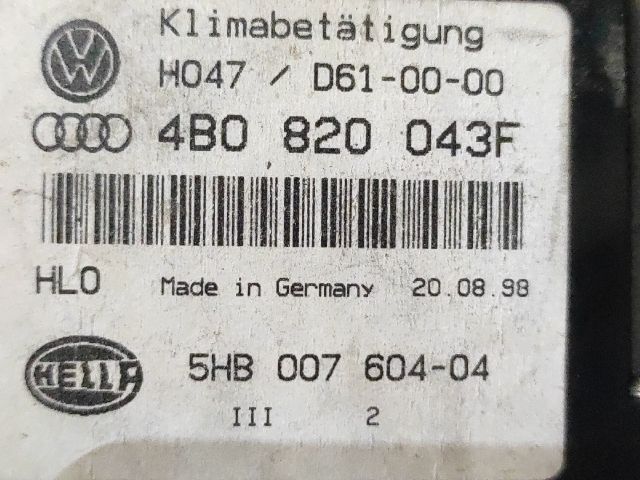 Klimabetätigung
H047 / D61-00-00
4B0 820 043F
HLO Made in Germany 20.08.98
HELLA 5HB 007 604-04
III 2